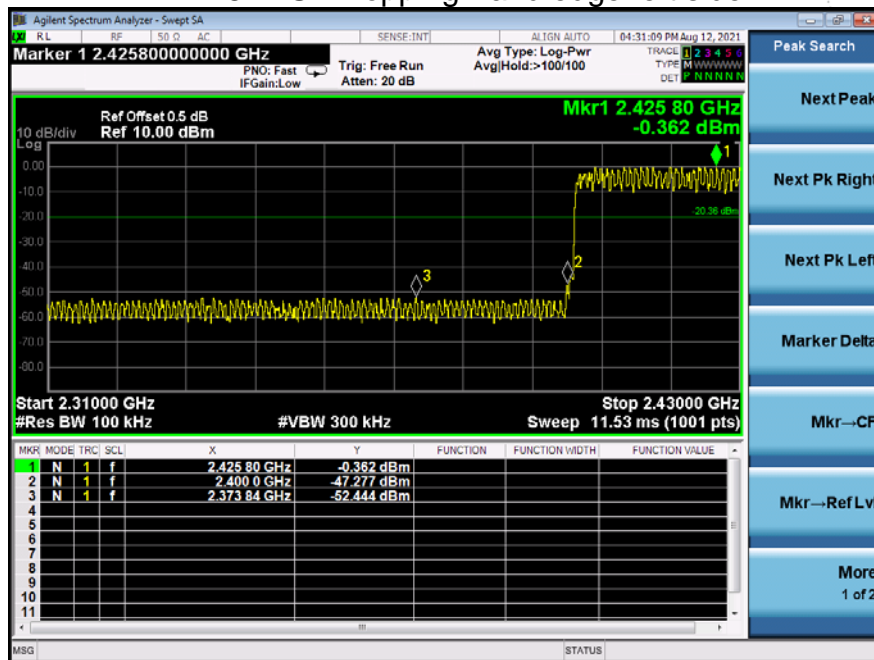 Agilent Spectrum Analyzer - Swept SA
RL RF 50 Ω AC SENSE:INT ALIGN AUTO 04:31:09 PM Aug 12, 2021
Marker 1 2.425800000000 GHz
PNO: Fast
IFGain:Low
Trig: Free Run
Atten: 20 dB
Avg Type: Log-Pwr
Avg|Hold:>100/100
TRACE 1 2 3 4 5 6
TYPE M WWWWW
DET P N N N N N
Peak Search
Next Peak
Next Pk Right
Next Pk Left
Marker Delta
Mkr→CF
Mkr→Ref Lvl
More
1 of 2
Ref Offset 0.5 dB
10 dB/div Ref 10.00 dBm
Log
Mkr1 2.425 80 GHz
-0.362 dBm
1
0.00
-10.0
-20.0
-20.36 dBm
-30.0
-40.0
2
3
-50.0
-60.0
-70.0
-80.0
Start 2.31000 GHz Stop 2.43000 GHz
#Res BW 100 kHz #VBW 300 kHz Sweep 11.53 ms (1001 pts)
MKR MODE TRC SCL X Y FUNCTION FUNCTION WIDTH FUNCTION VALUE
1 N 1 f 2.425 80 GHz -0.362 dBm
2 N 1 f 2.400 0 GHz -47.277 dBm
3 N 1 f 2.373 84 GHz -52.444 dBm
4
5
6
7
8
9
10
11
MSG STATUS